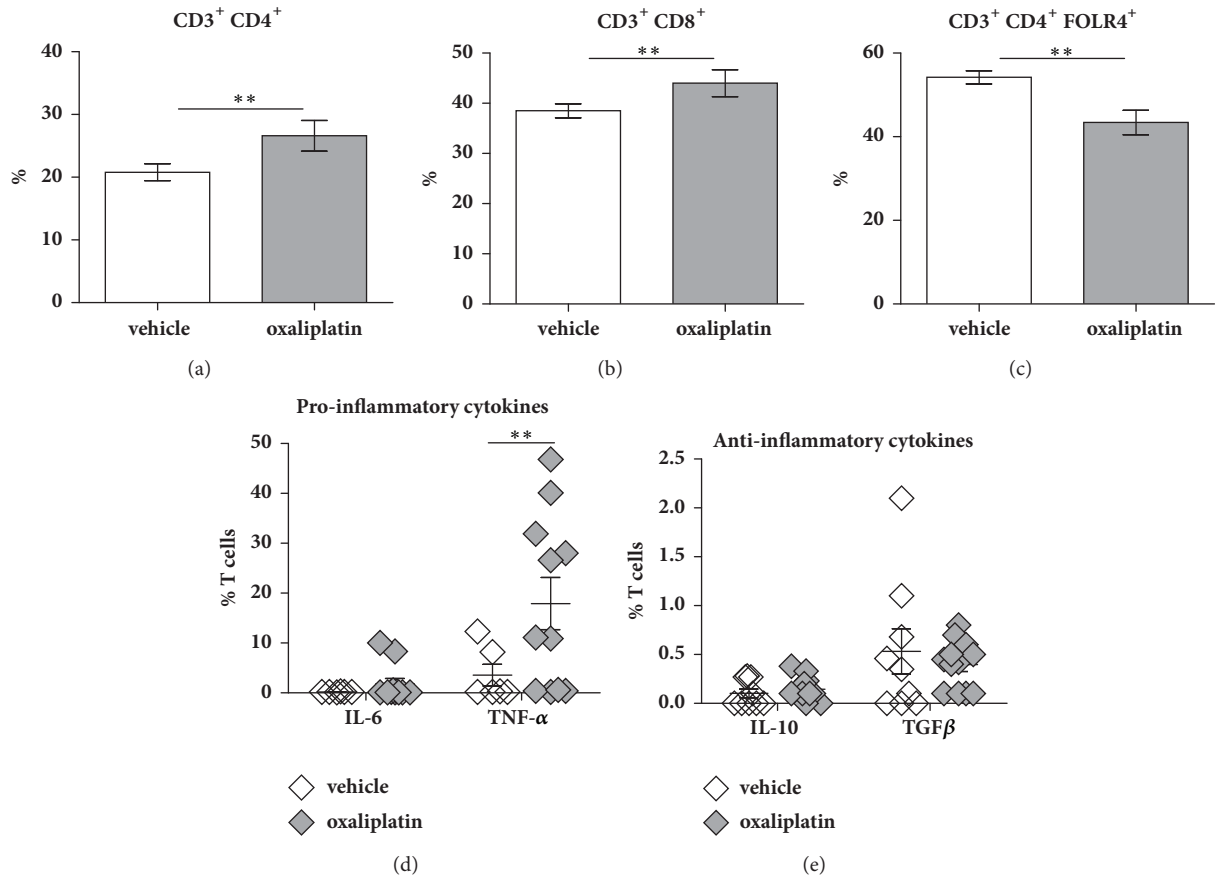 CD3⁺ CD4⁺
40
30
20
10
0
%
**
vehicle
oxaliplatin
(a)
CD3⁺ CD8⁺
50
40
30
20
10
0
%
**
vehicle
oxaliplatin
(b)
CD3⁺ CD4⁺ FOLR4⁺
60
40
20
0
%
**
vehicle
oxaliplatin
(c)
Pro-inflammatory cytokines
50
40
30
20
10
0
% T cells
**
IL-6
TNF-α
vehicle
oxaliplatin
(d)
Anti-inflammatory cytokines
2.5
2.0
1.5
1.0
0.5
0.0
% T cells
IL-10
TGFβ
vehicle
oxaliplatin
(e)